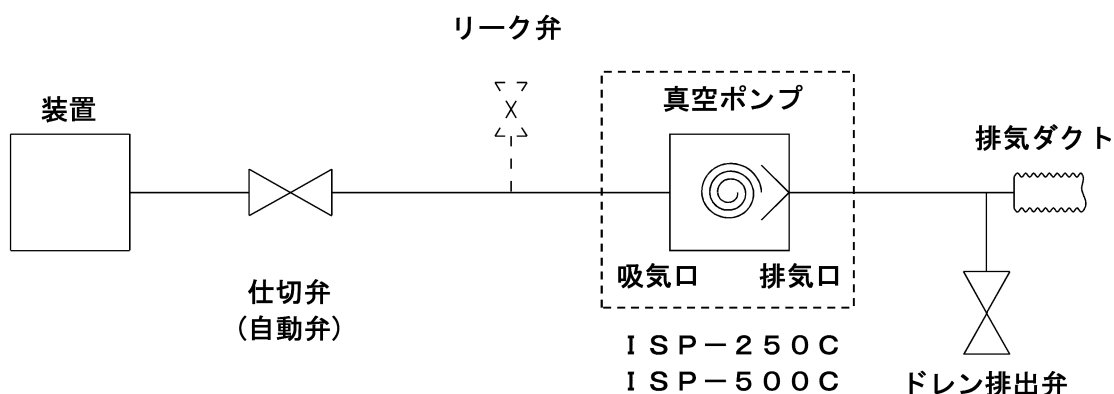 リーク弁
装置
真空ポンプ
排気ダクト
吸気口
排気口
仕切弁
(自動弁)
ISP－250C
ISP－500C
ドレン排出弁